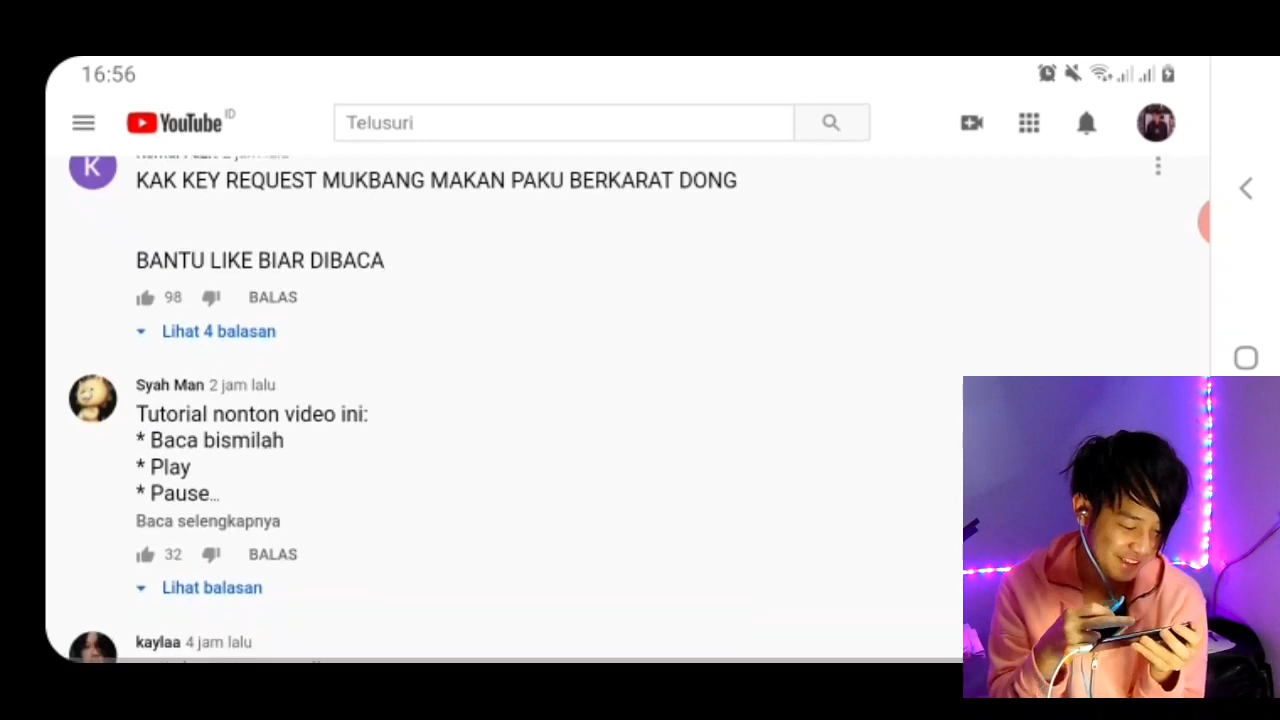 16:56
YouTube ID
Telusuri
K
KAK KEY REQUEST MUKBANG MAKAN PAKU BERKARAT DONG
BANTU LIKE BIAR DIBACA
98 BALAS
Lihat 4 balasan
Syah Man 2 jam lalu
Tutorial nonton video ini:
* Baca bismilah
* Play
* Pause...
Baca selengkapnya
32 BALAS
Lihat balasan
kaylaa 4 jam lalu